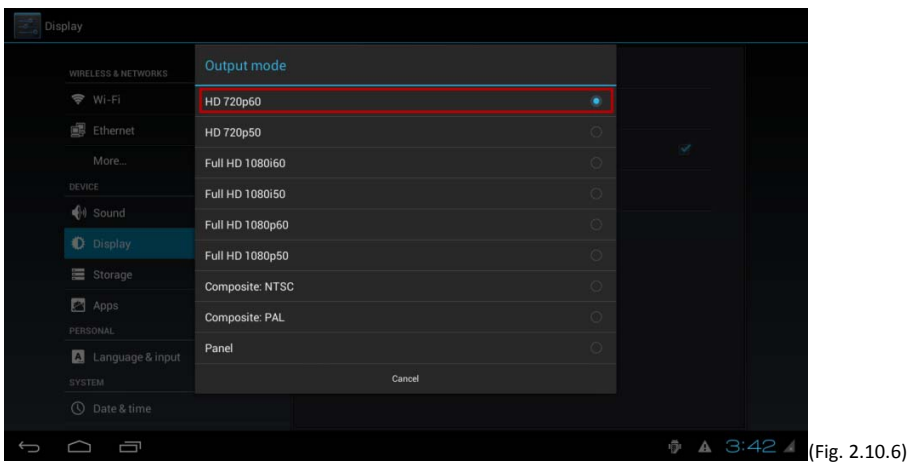 Display
WIRELESS & NETWORKS
Wi-Fi
Ethernet
More...
DEVICE
Sound
Display
Storage
Apps
PERSONAL
Language & input
SYSTEM
Date & time
Output mode
HD 720p60
HD 720p50
Full HD 1080i60
Full HD 1080i50
Full HD 1080p60
Full HD 1080p50
Composite: NTSC
Composite: PAL
Panel
Cancel
3:42
(Fig. 2.10.6)